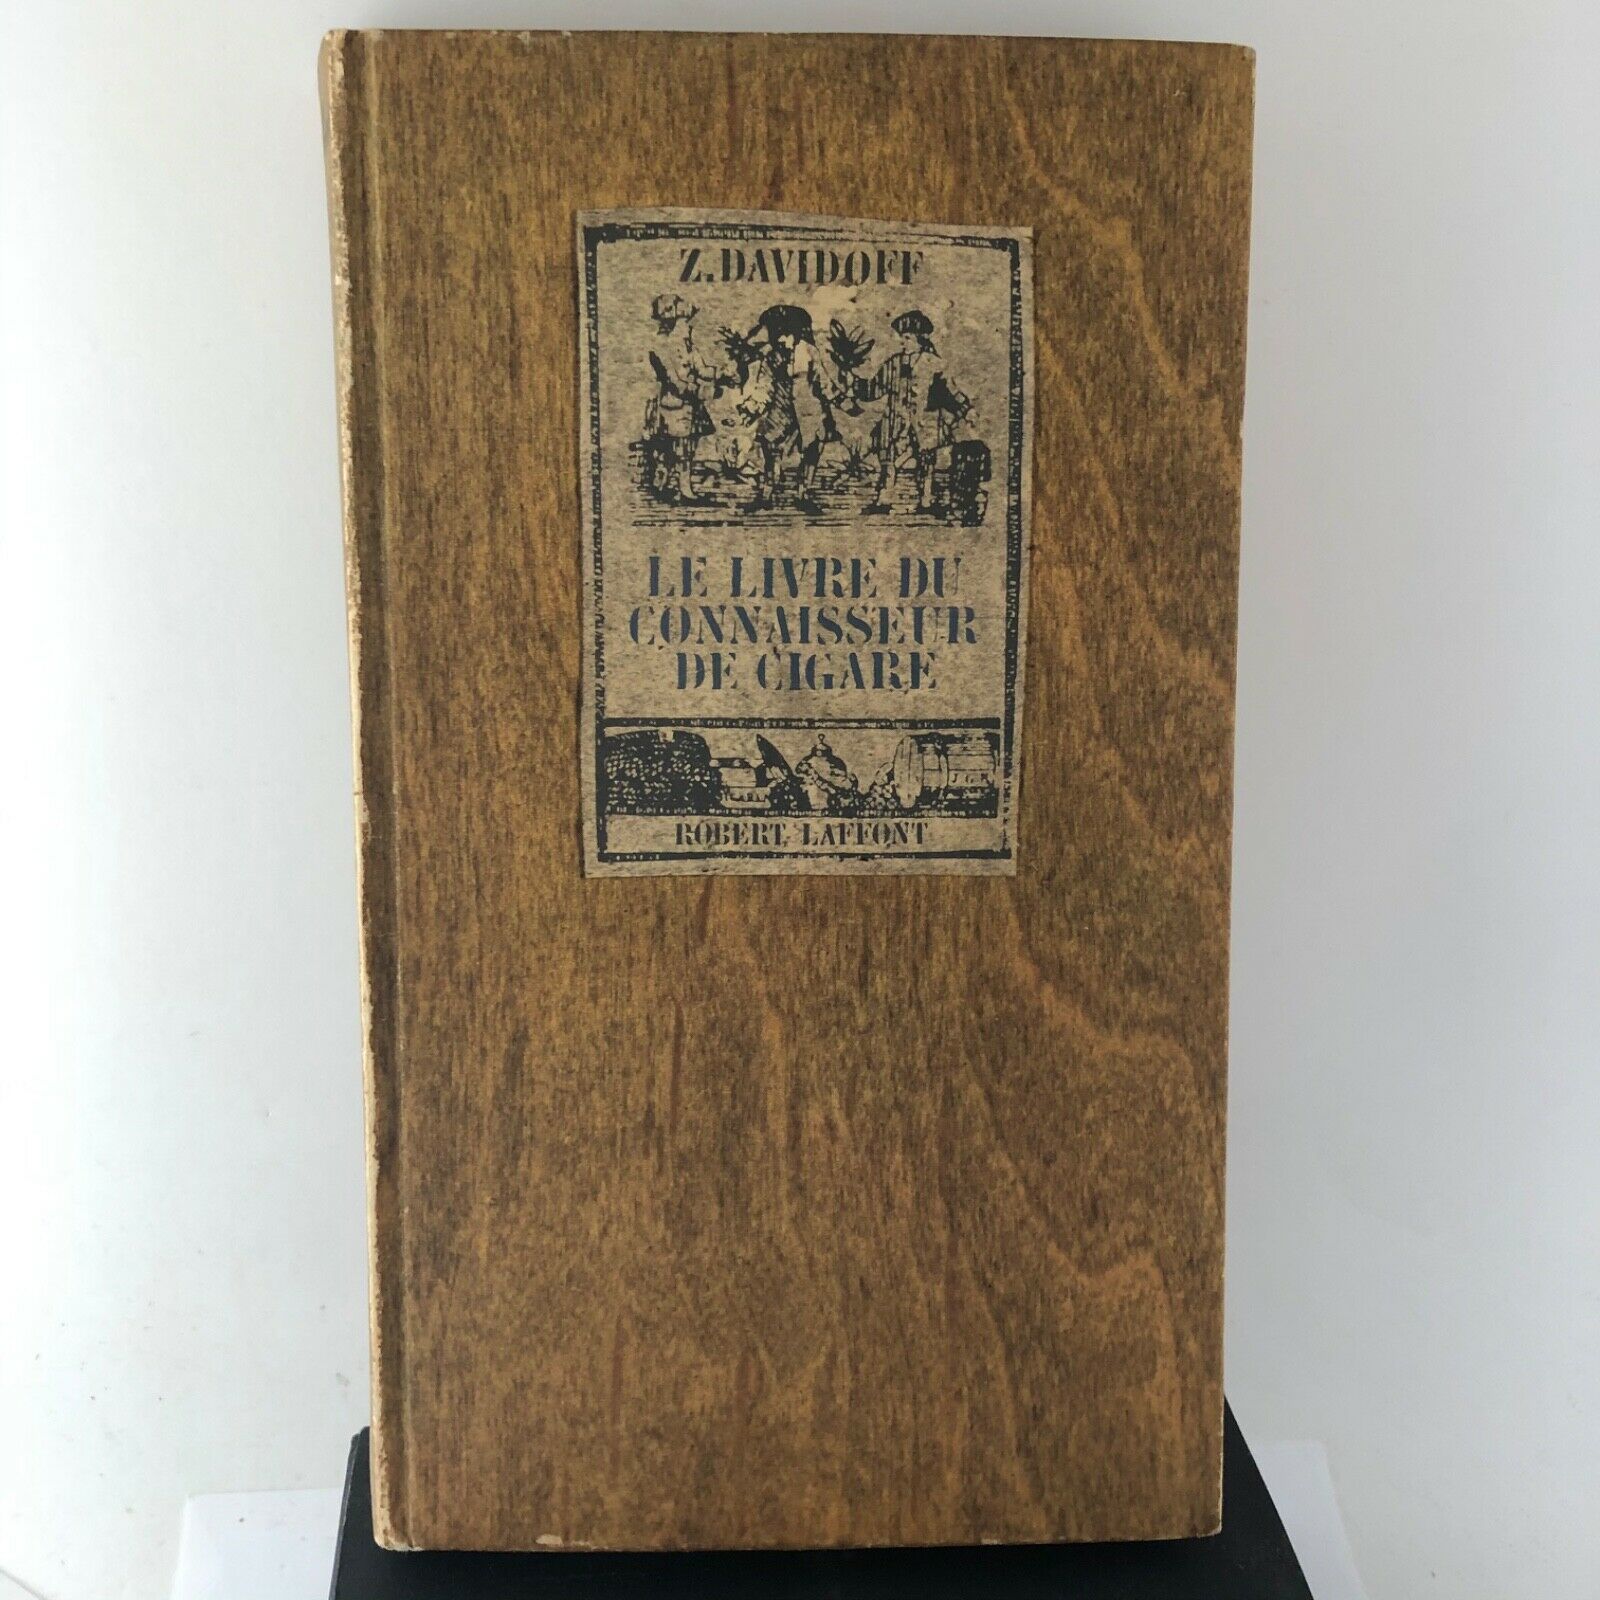 Z. DAVIDOFF
LE LIVRE DU
CONNAISSEUR
DE CIGARE
ROBERT LAFFONT